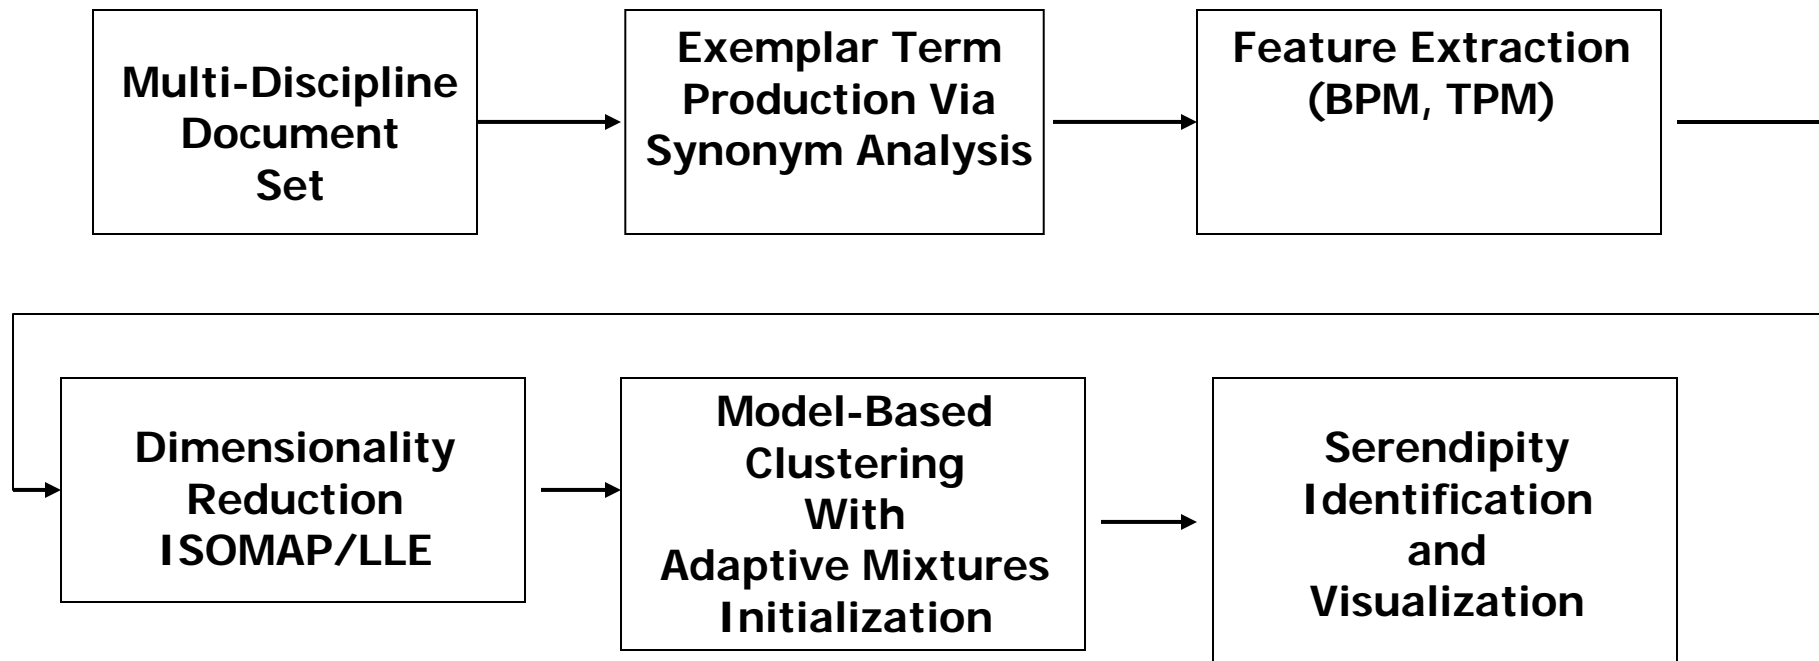 Multi-Discipline
Document
Set
Exemplar Term
Production Via
Synonym Analysis
Feature Extraction
(BPM, TPM)
Dimensionality
Reduction
ISOMAP/LLE
Model-Based
Clustering
With
Adaptive Mixtures
Initialization
Serendipity
Identification
and
Visualization